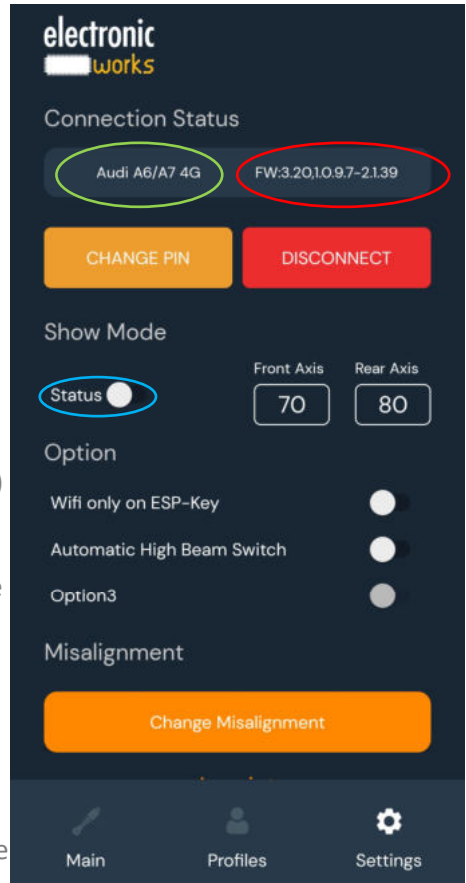 electronic
works
Connection Status
Audi A6/A7 4G FW:3.20,1.0.9.7-2.1.39
CHANGE PIN DISCONNECT
Show Mode
Front Axis Rear Axis
Status 70 80
Option
Wifi only on ESP-Key
Automatic High Beam Switch
Option3
Misalignment
Change Misalignment
Main Profiles Settings